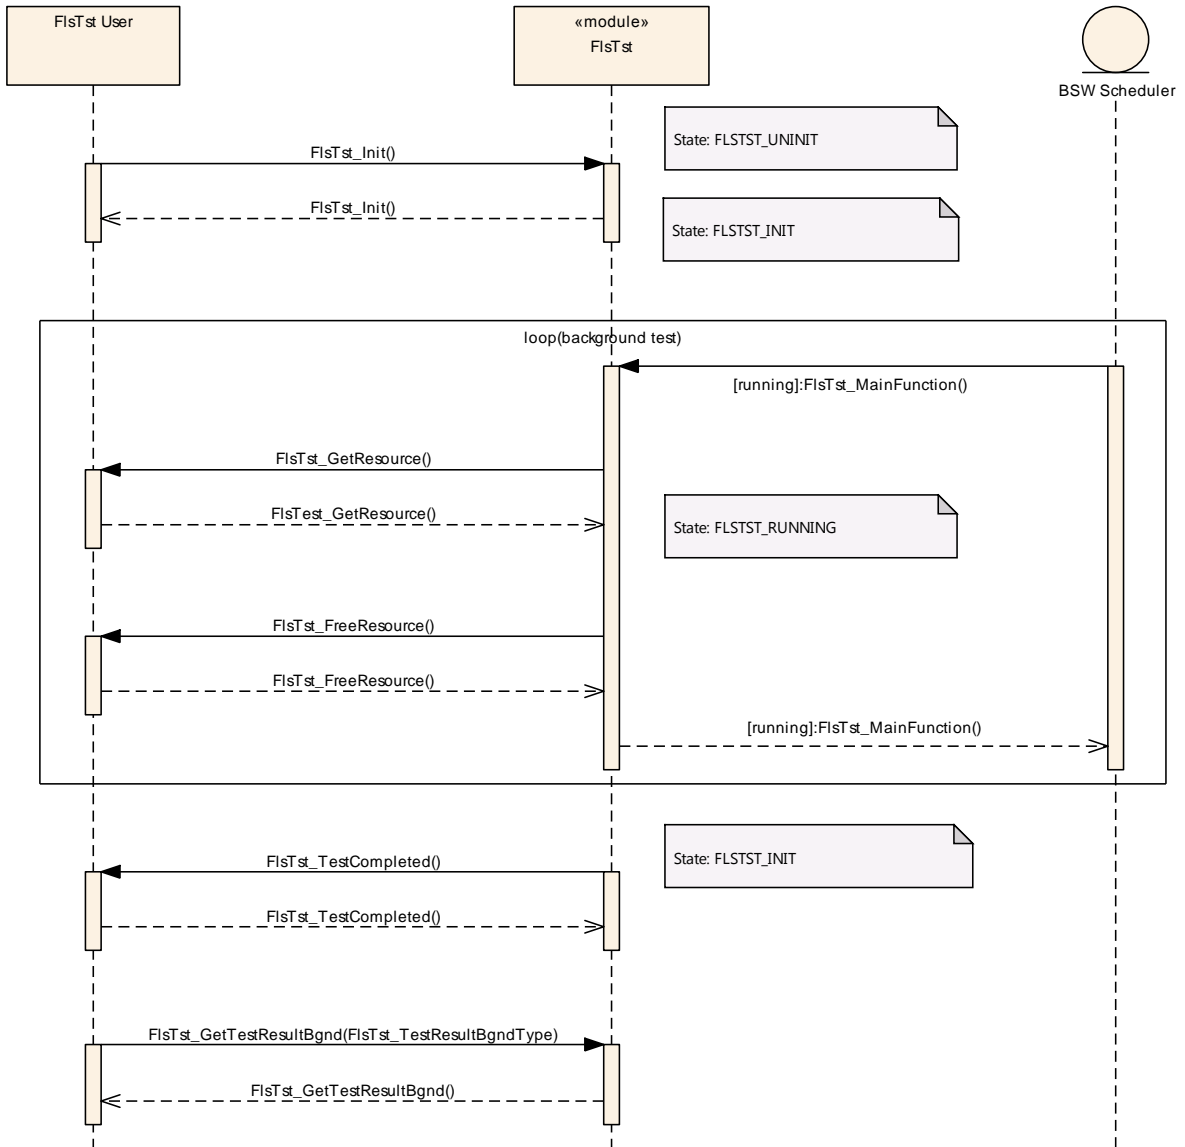 FlsTst User
«module»
FlsTst
BSW Scheduler
State: FLSTST_UNINIT
FlsTst_Init()
FlsTst_Init()
State: FLSTST_INIT
loop(background test)
[running]:FlsTst_MainFunction()
FlsTst_GetResource()
FlsTest_GetResource()
State: FLSTST_RUNNING
FlsTst_FreeResource()
FlsTst_FreeResource()
[running]:FlsTst_MainFunction()
State: FLSTST_INIT
FlsTst_TestCompleted()
FlsTst_TestCompleted()
FlsTst_GetTestResultBgnd(FlsTst_TestResultBgndType)
FlsTst_GetTestResultBgnd()